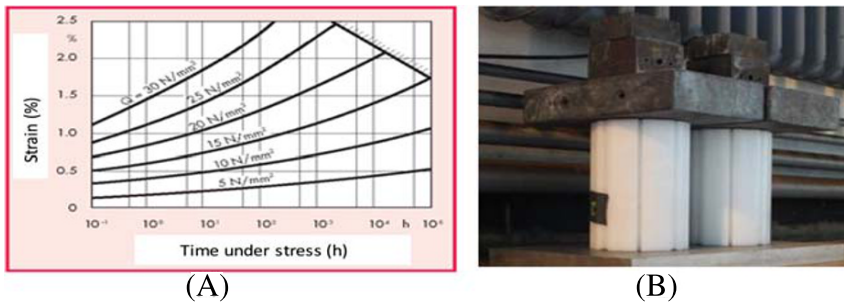 2.5
%
2.0
1.5
1.0
0.5
0
Strain (%)
Q = 30 N/mm²
25 N/mm²
20 N/mm²
15 N/mm²
10 N/mm²
5 N/mm²
10⁻¹ 10⁰ 10¹ 10² 10³ 10⁴ h 10⁵
Time under stress (h)
(A) (B)